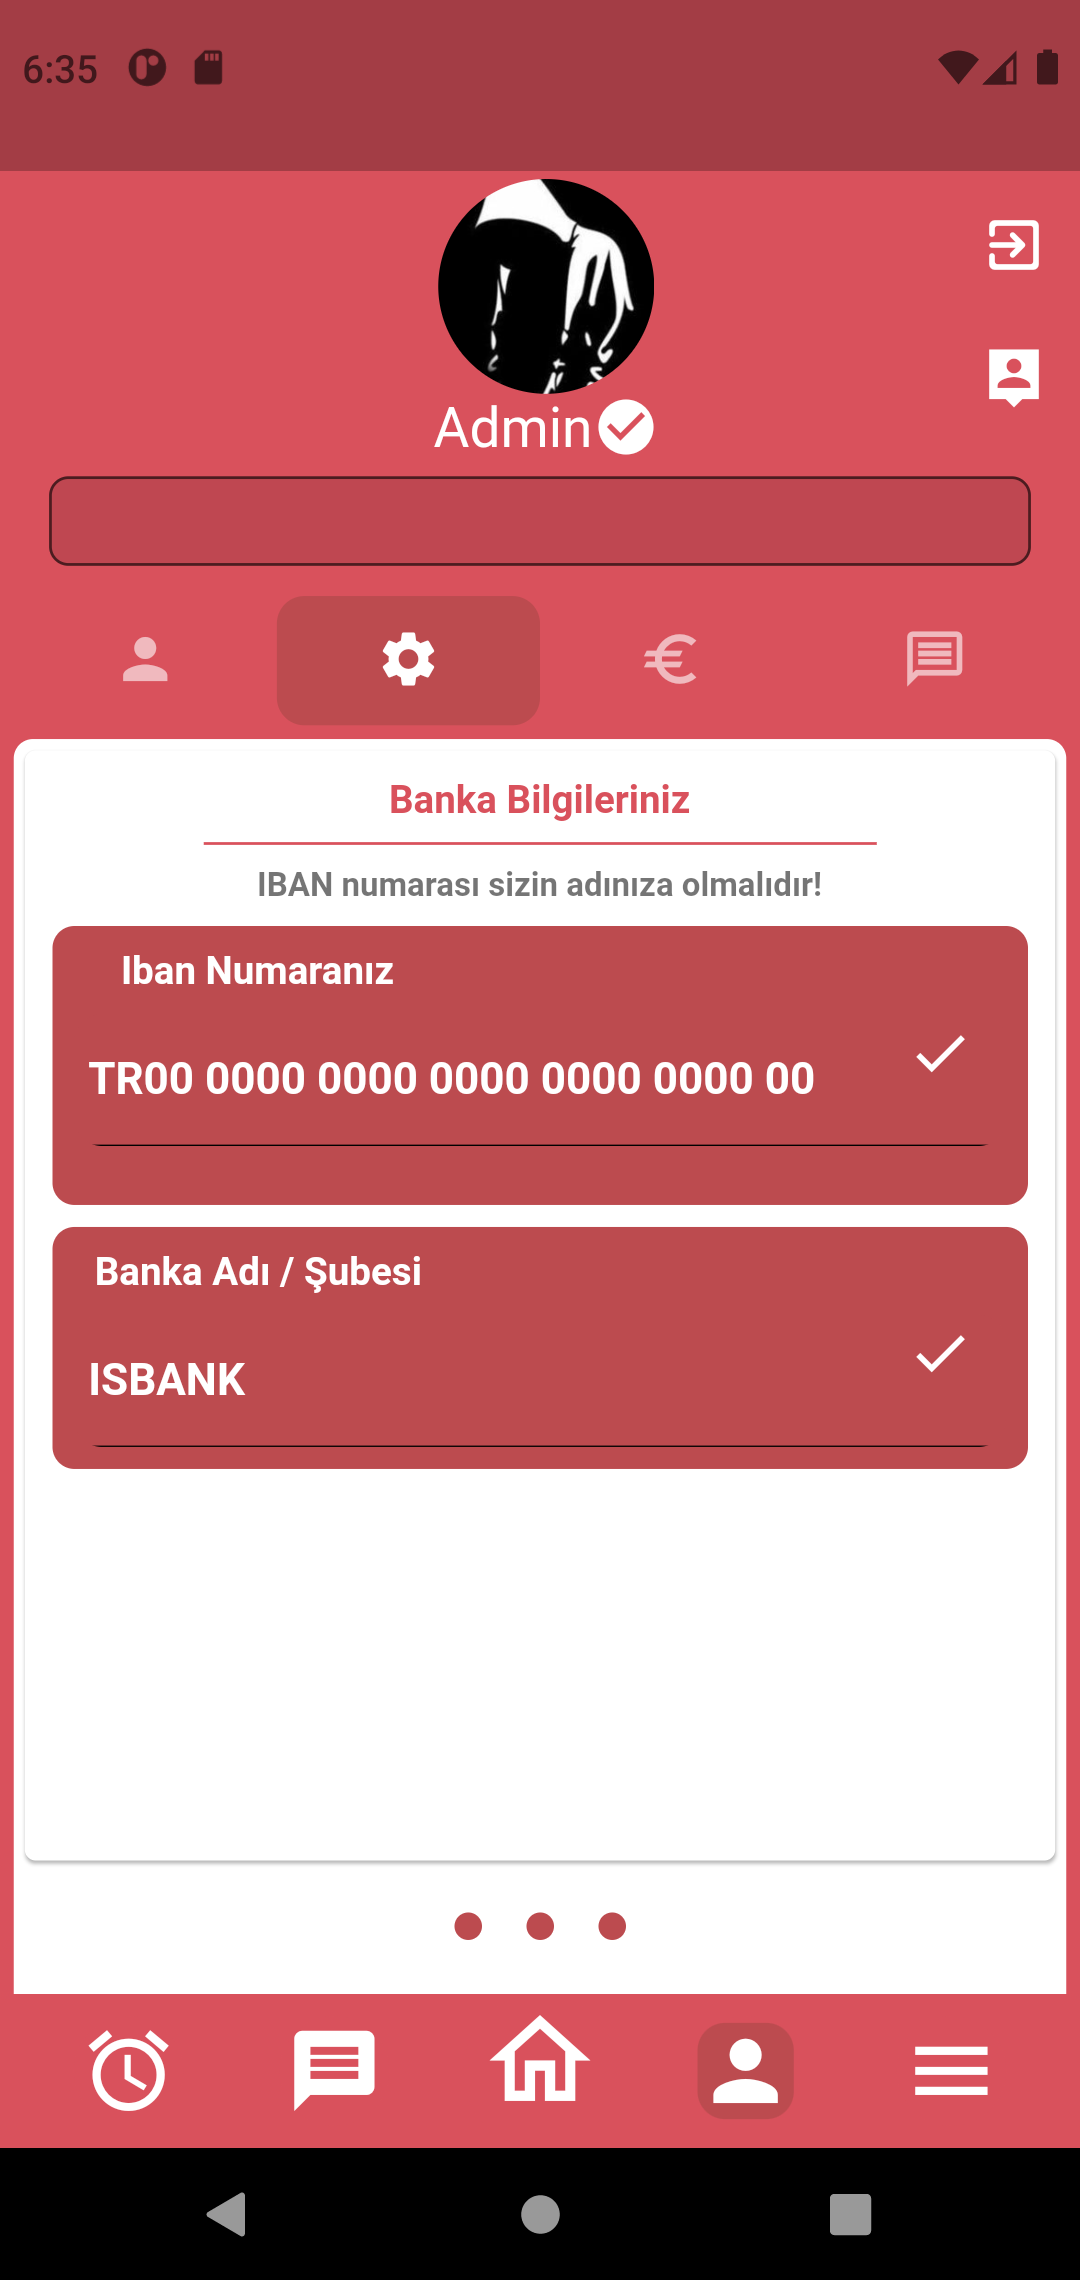 6:35
Admin
Banka Bilgileriniz
IBAN numarası sizin adınıza olmalıdır!
Iban Numaranız
TR00 0000 0000 0000 0000 0000 00
Banka Adı / Şubesi
ISBANK